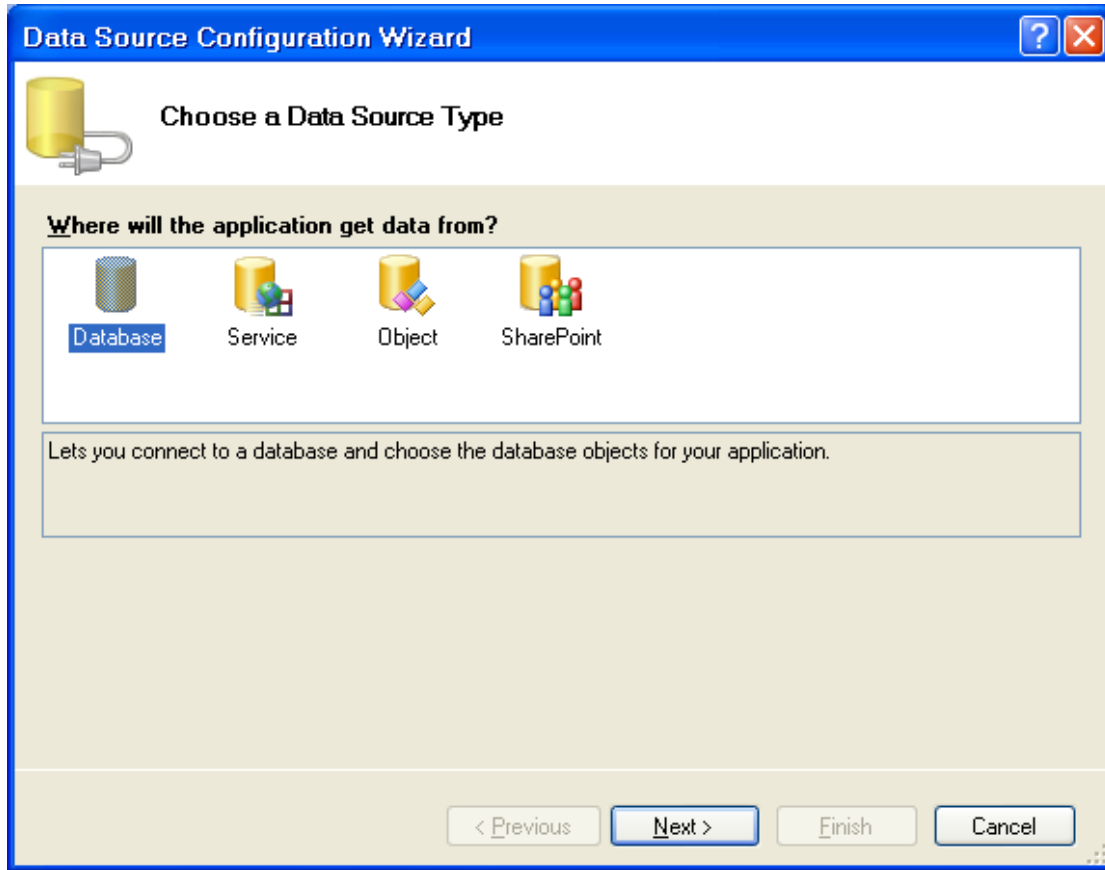 Data Source Configuration Wizard
Choose a Data Source Type
Where will the application get data from?
Database Service Object SharePoint
Lets you connect to a database and choose the database objects for your application.
< Previous Next > Finish Cancel